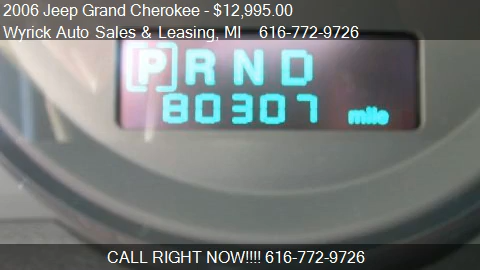 2006 Jeep Grand Cherokee - $12,995.00
Wyrick Auto Sales & Leasing, MI 616-772-9726
[P] R N D
80307 mile
CALL RIGHT NOW!!!! 616-772-9726